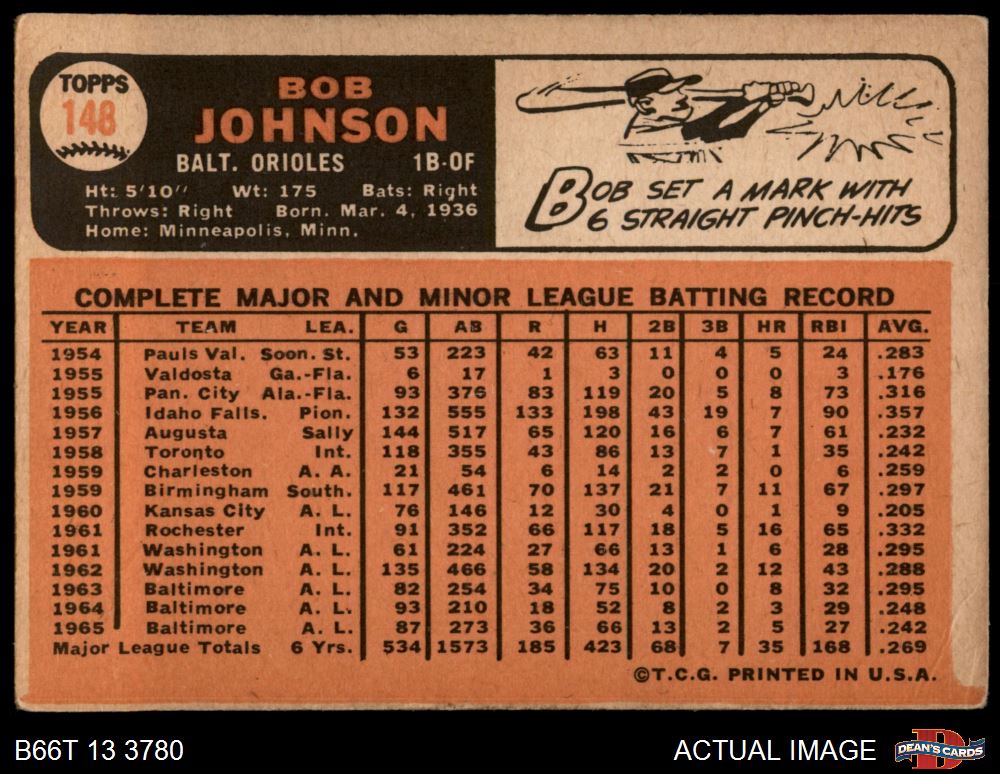 TOPPS
148
BOB
JOHNSON
BALT. ORIOLES 1B-OF
Ht: 5'10" Wt: 175 Bats: Right
Throws: Right Born. Mar. 4, 1936
Home: Minneapolis, Minn.
BOB SET A MARK WITH
6 STRAIGHT PINCH-HITS
COMPLETE MAJOR AND MINOR LEAGUE BATTING RECORD
YEAR TEAM LEA. G AB R H 2B 3B HR RBI AVG.
1954 Pauls Val. Soon. St. 53 223 42 63 11 4 5 24 .283
1955 Valdosta Ga.-Fla. 6 17 1 3 0 0 0 3 .176
1955 Pan. City Ala.-Fla. 93 376 83 119 20 5 8 73 .316
1956 Idaho Falls. Pion. 132 555 133 198 43 19 7 90 .357
1957 Augusta Sally 144 517 65 120 16 6 7 61 .232
1958 Toronto Int. 118 355 43 86 13 7 1 35 .242
1959 Charleston A. A. 21 54 6 14 2 2 0 6 .259
1959 Birmingham South. 117 461 70 137 21 7 11 67 .297
1960 Kansas City A. L. 76 146 12 30 4 0 1 9 .205
1961 Rochester Int. 91 352 66 117 18 5 16 65 .332
1961 Washington A. L. 61 224 27 66 13 1 6 28 .295
1962 Washington A. L. 135 466 58 134 20 2 12 43 .288
1963 Baltimore A. L. 82 254 34 75 10 0 8 32 .295
1964 Baltimore A. L. 93 210 18 52 8 2 3 29 .248
1965 Baltimore A. L. 87 273 36 66 13 2 5 27 .242
Major League Totals 6 Yrs. 534 1573 185 423 68 7 35 168 .269
©T.C.G. PRINTED IN U.S.A.
B66T 13 3780
ACTUAL IMAGE
DEAN'S CARDS